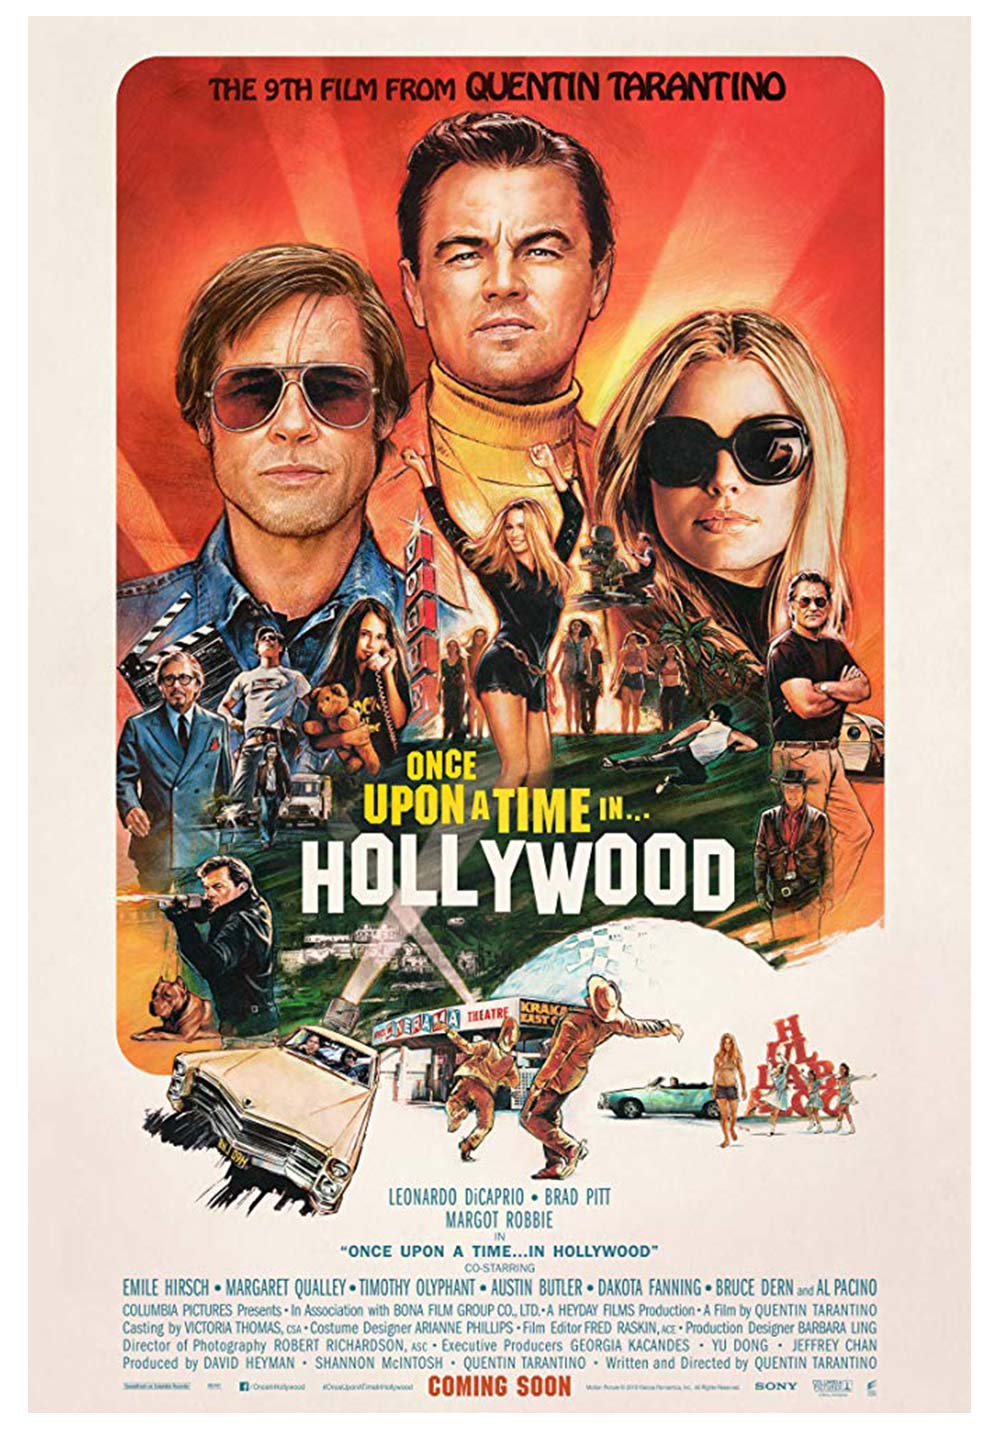 THE 9TH FILM FROM QUENTIN TARANTINO
ONCE
UPON A TIME IN...
HOLLYWOOD
CINERAMA THEATRE
LEONARDO DiCAPRIO • BRAD PITT
MARGOT ROBBIE
IN
“ONCE UPON A TIME...IN HOLLYWOOD”
CO-STARRING
EMILE HIRSCH • MARGARET QUALLEY • TIMOTHY OLYPHANT • AUSTIN BUTLER • DAKOTA FANNING • BRUCE DERN and AL PACINO
COLUMBIA PICTURES Presents • In Association with BONA FILM GROUP CO., LTD. • A HEYDAY FILMS Production • A Film by QUENTIN TARANTINO
Casting by VICTORIA THOMAS, CSA • Costume Designer ARIANNE PHILLIPS • Film Editor FRED RASKIN, ACE • Production Designer BARBARA LING
Director of Photography ROBERT RICHARDSON, ASC • Executive Producers GEORGIA KACANDES • YU DONG • JEFFREY CHAN
Produced by DAVID HEYMAN • SHANNON McINTOSH • QUENTIN TARANTINO • Written and Directed by QUENTIN TARANTINO
/OnceInHollywood #OnceUponATimeInHollywood COMING SOON SONY